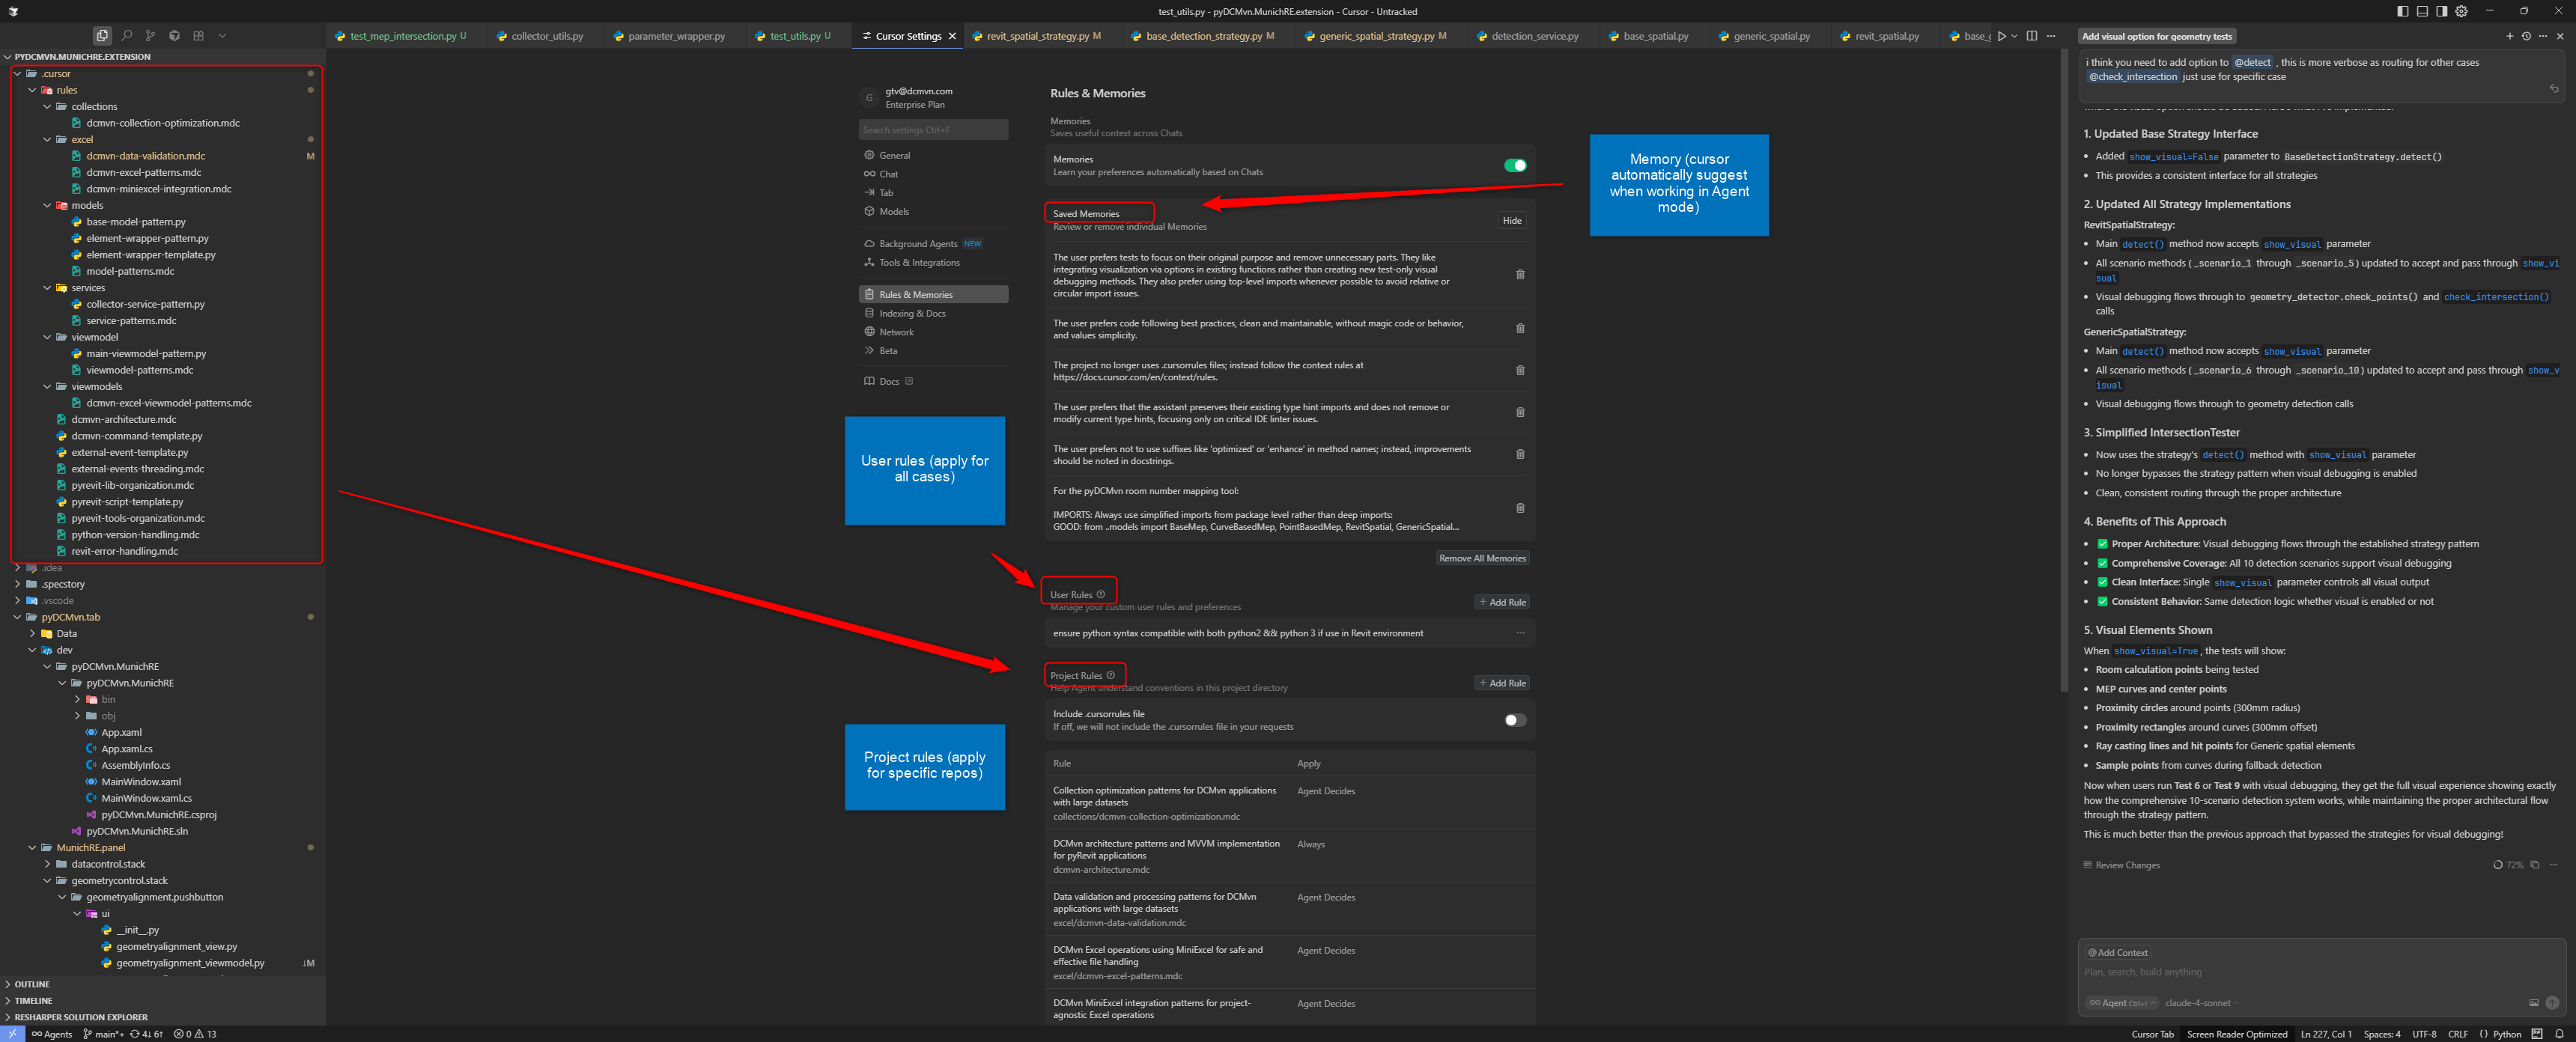 test_utils.py - pyDCMvn.MunichRE.extension - Cursor - Untracked
test_mep_intersection.py U
collector_utils.py
parameter_wrapper.py
test_utils.py U
Cursor Settings
revit_spatial_strategy.py M
base_detection_strategy.py M
generic_spatial_strategy.py M
detection_service.py
base_spatial.py
generic_spatial.py
revit_spatial.py
PYDCMVN.MUNICHRE.EXTENSION
.cursor
rules
collections
dcmvn-collection-optimization.mdc
excel
dcmvn-data-validation.mdc M
dcmvn-excel-patterns.mdc
dcmvn-miniexcel-integration.mdc
models
base-model-pattern.py
element-wrapper-pattern.py
element-wrapper-template.py
model-patterns.mdc
services
collector-service-pattern.py
service-patterns.mdc
viewmodel
main-viewmodel-pattern.py
viewmodel-patterns.mdc
viewmodels
dcmvn-excel-viewmodel-patterns.mdc
dcmvn-architecture.mdc
dcmvn-command-template.py
external-event-template.py
external-events-threading.mdc
pyrevit-lib-organization.mdc
pyrevit-script-template.py
pyrevit-tools-organization.mdc
python-version-handling.mdc
revit-error-handling.mdc
.idea
.specstory
.vscode
pyDCMvn.tab
Data
dev
pyDCMvn.MunichRE
pyDCMvn.MunichRE
bin
obj
App.xaml
App.xaml.cs
AssemblyInfo.cs
MainWindow.xaml
MainWindow.xaml.cs
pyDCMvn.MunichRE.csproj
pyDCMvn.MunichRE.sln
MunichRE.panel
datacontrol.stack
geometrycontrol.stack
geometryalignment.pushbutton
ui
__init__.py
geometryalignment_view.py
geometryalignment_viewmodel.py ↓M
OUTLINE
TIMELINE
RESHARPER SOLUTION EXPLORER
G
gtv@dcmvn.com
Enterprise Plan
Search settings Ctrl+F
General
Chat
Tab
Models
Background Agents NEW
Tools & Integrations
Rules & Memories
Indexing & Docs
Network
Beta
Docs
Rules & Memories
Memories
Saves useful context across Chats
Memories
Learn your preferences automatically based on Chats
Saved Memories
Review or remove individual Memories
Hide
The user prefers tests to focus on their original purpose and remove unnecessary parts. They like
integrating visualization via options in existing functions rather than creating new test-only visual
debugging methods. They also prefer using top-level imports whenever possible to avoid relative or
circular import issues.
The user prefers code following best practices, clean and maintainable, without magic code or behavior,
and values simplicity.
The project no longer uses .cursorrules files; instead follow the context rules at
https://docs.cursor.com/en/context/rules.
The user prefers that the assistant preserves their existing type hint imports and does not remove or
modify current type hints, focusing only on critical IDE linter issues.
The user prefers not to use suffixes like 'optimized' or 'enhance' in method names; instead, improvements
should be noted in docstrings.
For the pyDCMvn room number mapping tool:
IMPORTS: Always use simplified imports from package level rather than deep imports:
GOOD: from ..models import BaseMep, CurveBasedMep, PointBasedMep, RevitSpatial, GenericSpatial...
Remove All Memories
User Rules
Manage your custom user rules and preferences
+ Add Rule
ensure python syntax compatible with both python2 && python 3 if use in Revit environment
Project Rules
Help Agent understand conventions in this project directory
+ Add Rule
Include .cursorrules file
If off, we will not include the .cursorrules file in your requests
Rule Apply
Collection optimization patterns for DCMvn applications
with large datasets
collections/dcmvn-collection-optimization.mdc
Agent Decides
DCMvn architecture patterns and MVVM implementation
for pyRevit applications
dcmvn-architecture.mdc
Always
Data validation and processing patterns for DCMvn
applications with large datasets
excel/dcmvn-data-validation.mdc
Agent Decides
DCMvn Excel operations using MiniExcel for safe and
effective file handling
excel/dcmvn-excel-patterns.mdc
Agent Decides
DCMvn MiniExcel integration patterns for project-
agnostic Excel operations
Agent Decides
Memory (cursor
automatically suggest
when working in Agent
mode)
User rules (apply for
all cases)
Project rules (apply
for specific repos)
Add visual option for geometry tests
i think you need to add option to @detect , this is more verbose as routing for other cases
@check_intersection just use for specific case
1. Updated Base Strategy Interface
• Added show_visual=False parameter to BaseDetectionStrategy.detect()
• This provides a consistent interface for all strategies
2. Updated All Strategy Implementations
RevitSpatialStrategy:
• Main detect() method now accepts show_visual parameter
• All scenario methods (_scenario_1 through _scenario_5) updated to accept and pass through show_vi
sual
• Visual debugging flows through to geometry_detector.check_points() and check_intersection()
calls
GenericSpatialStrategy:
• Main detect() method now accepts show_visual parameter
• All scenario methods (_scenario_6 through _scenario_10) updated to accept and pass through show_v
isual
• Visual debugging flows through to geometry detection calls
3. Simplified IntersectionTester
• Now uses the strategy's detect() method with show_visual parameter
• No longer bypasses the strategy pattern when visual debugging is enabled
• Clean, consistent routing through the proper architecture
4. Benefits of This Approach
• ✅ Proper Architecture: Visual debugging flows through the established strategy pattern
• ✅ Comprehensive Coverage: All 10 detection scenarios support visual debugging
• ✅ Clean Interface: Single show_visual parameter controls all visual output
• ✅ Consistent Behavior: Same detection logic whether visual is enabled or not
5. Visual Elements Shown
When show_visual=True, the tests will show:
• Room calculation points being tested
• MEP curves and center points
• Proximity circles around points (300mm radius)
• Proximity rectangles around curves (300mm offset)
• Ray casting lines and hit points for Generic spatial elements
• Sample points from curves during fallback detection
Now when users run Test 6 or Test 9 with visual debugging, they get the full visual experience showing exactly
how the comprehensive 10-scenario detection system works, while maintaining the proper architectural flow
through the strategy pattern.
This is much better than the previous approach that bypassed the strategies for visual debugging!
Review Changes
72%
@ Add Context
Plan, search, build anything
Agent Ctrl+I
claude-4-sonnet
Agents
main*+
4↓ 6↑
0
13
Cursor Tab
Screen Reader Optimized
Ln 227, Col 1
Spaces: 4
UTF-8
CRLF
Python